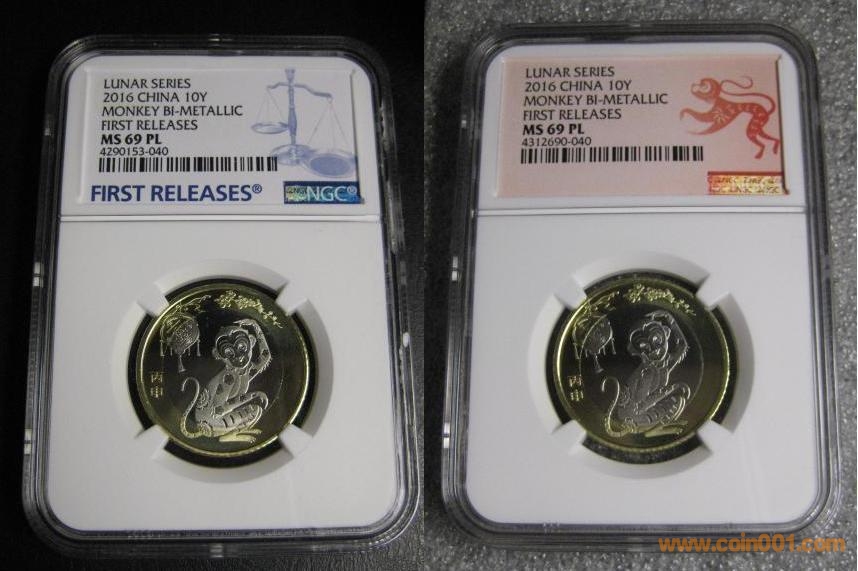 LUNAR SERIES
2016 CHINA 10Y
MONKEY BI-METALLIC
FIRST RELEASES
MS 69 PL
4290153-040
FIRST RELEASES®
NGC®
丙申
LUNAR SERIES
2016 CHINA 10Y
MONKEY BI-METALLIC
FIRST RELEASES
MS 69 PL
4312690-040
丙申
www.coin001.com